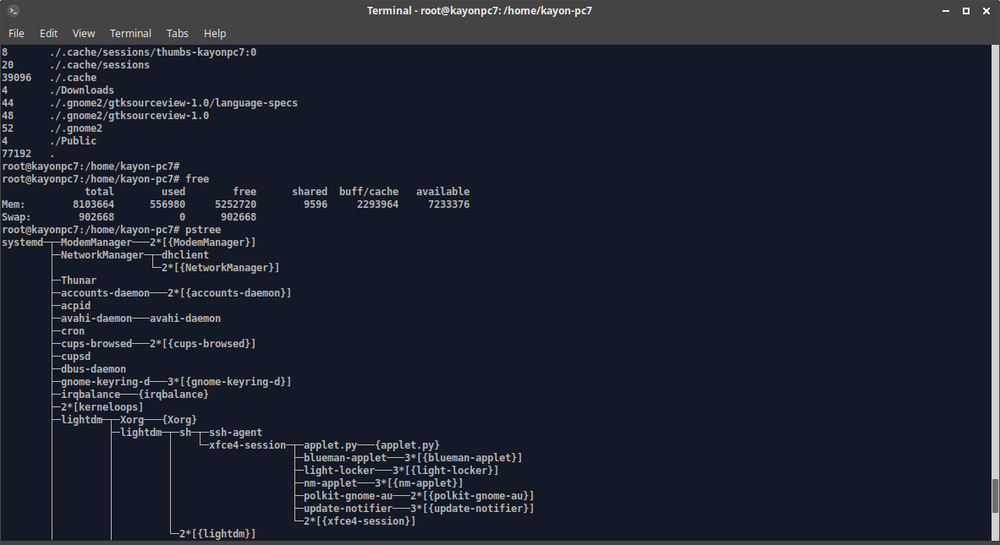 Terminal - root@kayonpc7: /home/kayon-pc7
File Edit View Terminal Tabs Help
8       ./.cache/sessions/thumbs-kayonpc7:0
20      ./.cache/sessions
39096   ./.cache
4       ./Downloads
44      ./.gnome2/gtksourceview-1.0/language-specs
48      ./.gnome2/gtksourceview-1.0
52      ./.gnome2
4       ./Public
77192   .
root@kayonpc7:/home/kayon-pc7#
root@kayonpc7:/home/kayon-pc7# free
              total        used        free      shared  buff/cache   available
Mem:        8103664      556980     5252720        9596     2293964     7233376
Swap:        902668           0      902668
root@kayonpc7:/home/kayon-pc7# pstree
systemd─┬─ModemManager───2*[{ModemManager}]
        ├─NetworkManager─┬─dhclient
        │                └─2*[{NetworkManager}]
        ├─Thunar
        ├─accounts-daemon───2*[{accounts-daemon}]
        ├─acpid
        ├─avahi-daemon───avahi-daemon
        ├─cron
        ├─cups-browsed───2*[{cups-browsed}]
        ├─cupsd
        ├─dbus-daemon
        ├─gnome-keyring-d───3*[{gnome-keyring-d}]
        ├─irqbalance───{irqbalance}
        ├─2*[kerneloops]
        ├─lightdm─┬─Xorg───{Xorg}
        │         ├─lightdm─┬─sh─┬─ssh-agent
        │         │         │    └─xfce4-session─┬─applet.py───{applet.py}
        │         │         │                    ├─blueman-applet───3*[{blueman-applet}]
        │         │         │                    ├─light-locker───3*[{light-locker}]
        │         │         │                    ├─nm-applet───3*[{nm-applet}]
        │         │         │                    ├─polkit-gnome-au───2*[{polkit-gnome-au}]
        │         │         │                    ├─update-notifier───3*[{update-notifier}]
        │         │         │                    └─2*[{xfce4-session}]
        │         │         └─2*[{lightdm}]